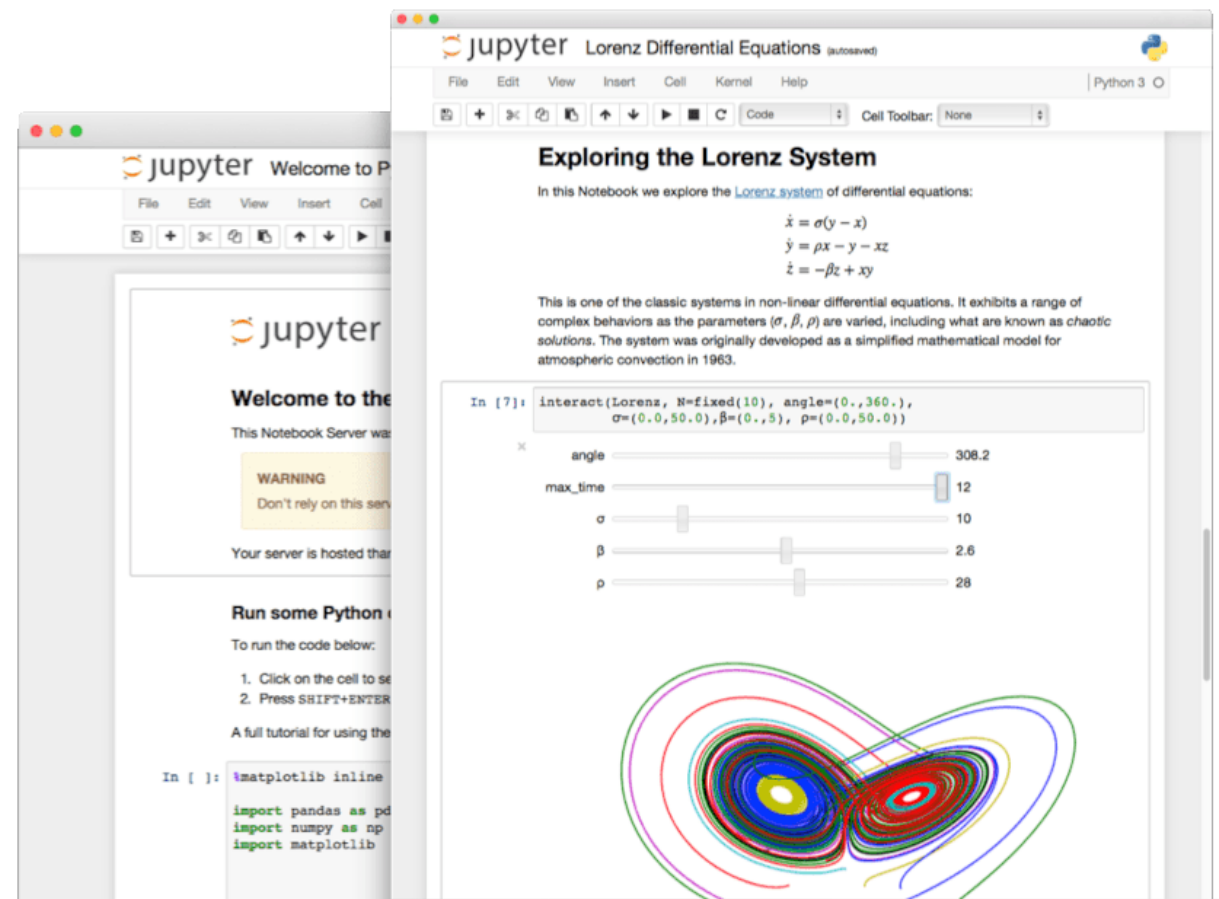 jupyter Lorenz Differential Equations (autosaved)
File Edit View Insert Cell Kernel Help Python 3
Code Cell Toolbar: None
Exploring the Lorenz System
In this Notebook we explore the Lorenz system of differential equations:
ẋ = σ(y − x)
ẏ = ρx − y − xz
ż = −βz + xy
This is one of the classic systems in non-linear differential equations. It exhibits a range of
complex behaviors as the parameters (σ, β, ρ) are varied, including what are known as chaotic
solutions. The system was originally developed as a simplified mathematical model for
atmospheric convection in 1963.
In [7]: interact(Lorenz, N=fixed(10), angle=(0.,360.),
σ=(0.0,50.0),β=(0.,5), ρ=(0.0,50.0))
angle 308.2
max_time 12
σ 10
β 2.6
ρ 28
jupyter Welcome to P
File Edit View Insert Cell
jupyter
Welcome to the
This Notebook Server was
WARNING
Don't rely on this serv
Your server is hosted than
Run some Python c
To run the code below:
1. Click on the cell to se
2. Press SHIFT+ENTER
A full tutorial for using the
In [ ]: %matplotlib inline
import pandas as pd
import numpy as np
import matplotlib